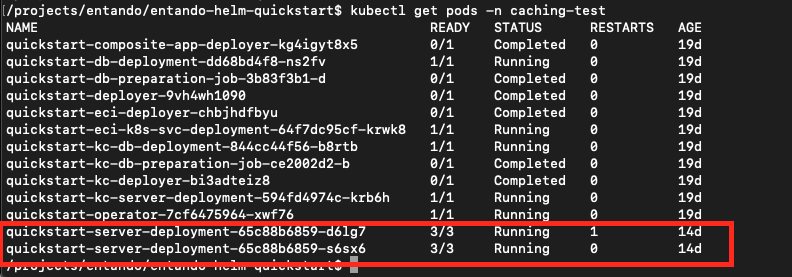 /projects/entando/entando-helm-quickstart$ kubectl get pods -n caching-test
NAME READY STATUS RESTARTS AGE
quickstart-composite-app-deployer-kg4igyt8x5 0/1 Completed 0 19d
quickstart-db-deployment-dd68bd4f8-ns2fv 1/1 Running 0 19d
quickstart-db-preparation-job-3b83f3b1-d 0/1 Completed 0 19d
quickstart-deployer-9vh4wh1090 0/1 Completed 0 19d
quickstart-eci-deployer-chbjhdfbyu 0/1 Completed 0 19d
quickstart-eci-k8s-svc-deployment-64f7dc95cf-krwk8 1/1 Running 0 19d
quickstart-kc-db-deployment-844cc44f56-b8rtb 1/1 Running 0 19d
quickstart-kc-db-preparation-job-ce2002d2-b 0/1 Completed 0 19d
quickstart-kc-deployer-bi3adteiz8 0/1 Completed 0 19d
quickstart-kc-server-deployment-594fd4974c-krb6h 1/1 Running 0 19d
quickstart-operator-7cf6475964-xwf76 1/1 Running 0 19d
quickstart-server-deployment-65c88b6859-d6lg7 3/3 Running 1 14d
quickstart-server-deployment-65c88b6859-s6sx6 3/3 Running 0 14d
/projects/entando/entando-helm-quickstart$